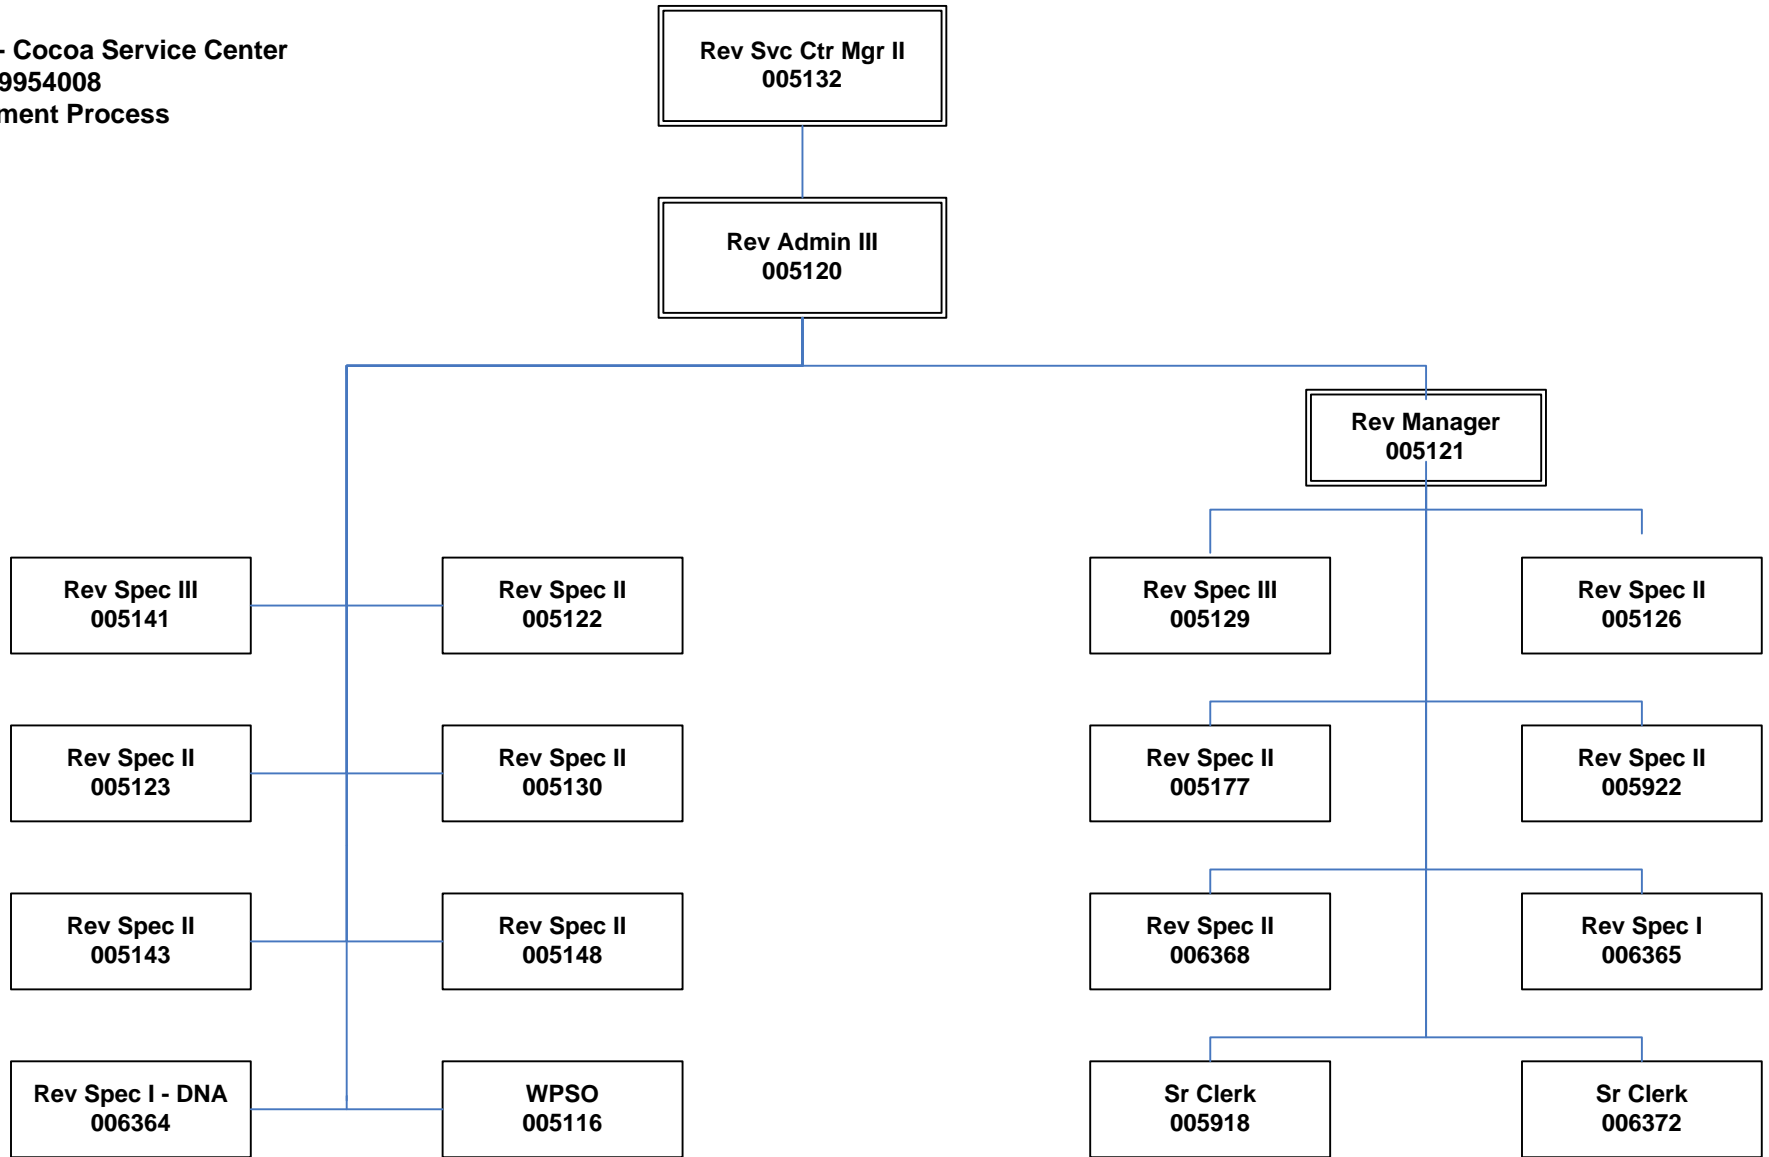 - Cocoa Service Center
9954008
ment Process
Rev Svc Ctr Mgr II
005132
Rev Admin III
005120
Rev Manager
005121
Rev Spec III
005141
Rev Spec II
005122
Rev Spec III
005129
Rev Spec II
005126
Rev Spec II
005123
Rev Spec II
005130
Rev Spec II
005177
Rev Spec II
005922
Rev Spec II
005143
Rev Spec II
005148
Rev Spec II
006368
Rev Spec I
006365
Rev Spec I - DNA
006364
WPSO
005116
Sr Clerk
005918
Sr Clerk
006372